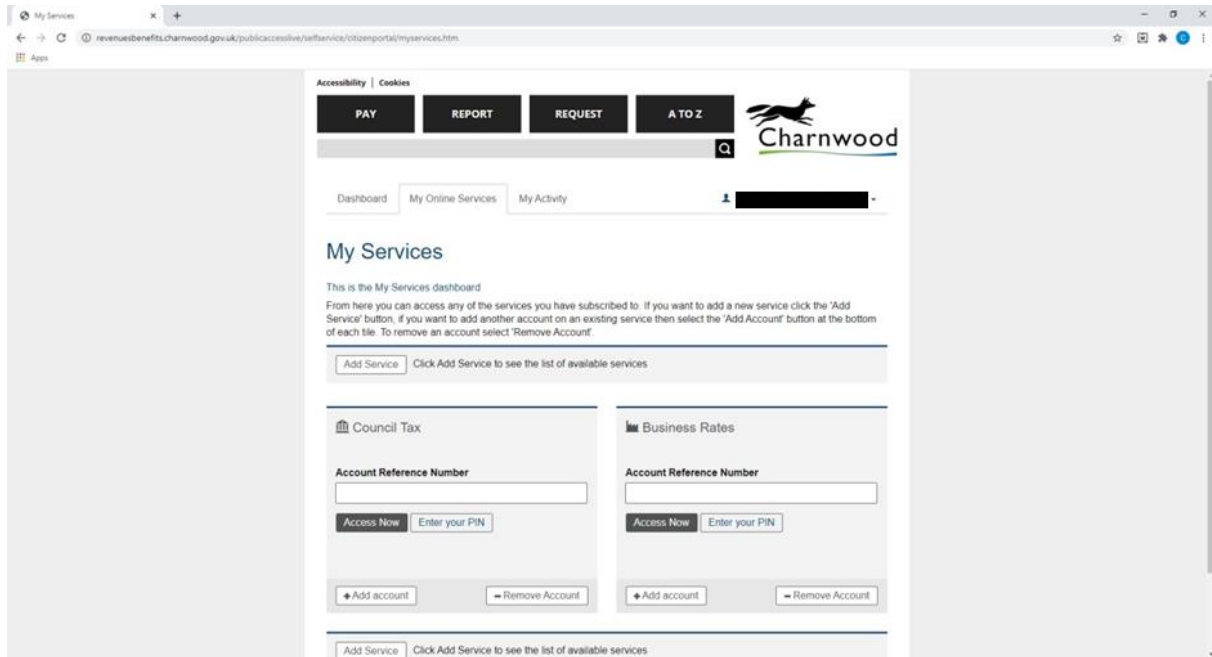 My Services
revenuesbenefits.charnwood.gov.uk/publicaccesslive/selfservice/citizenportal/myservices.htm
C
Apps
Accessibility | Cookies
PAY REPORT REQUEST A TO Z
Charnwood
Dashboard My Online Services My Activity
My Services
This is the My Services dashboard
From here you can access any of the services you have subscribed to. If you want to add a new service click the 'Add
Service' button, if you want to add another account on an existing service then select the 'Add Account' button at the bottom
of each tile. To remove an account select 'Remove Account'.
Add Service Click Add Service to see the list of available services
Council Tax Business Rates
Account Reference Number Account Reference Number
Access Now Enter your PIN Access Now Enter your PIN
+Add account -Remove Account +Add account -Remove Account
Add Service Click Add Service to see the list of available services